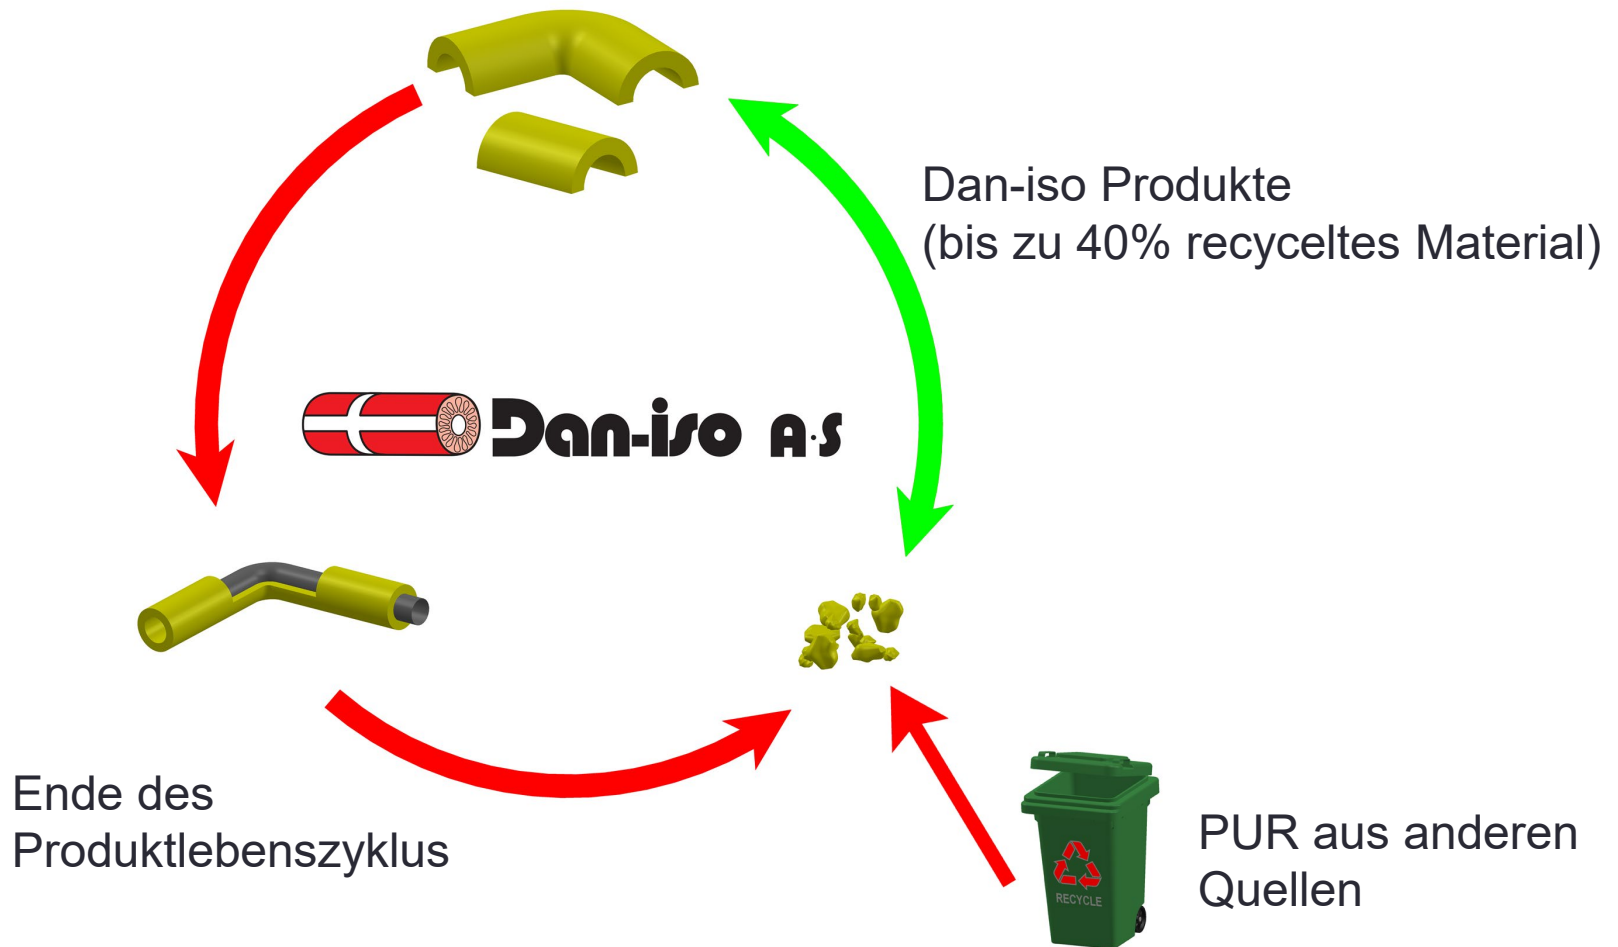 Dan-iso Produkte
(bis zu 40% recyceltes Material)
Dan-iso A·S
Ende des
Produktlebenszyklus
RECYCLE
PUR aus anderen
Quellen